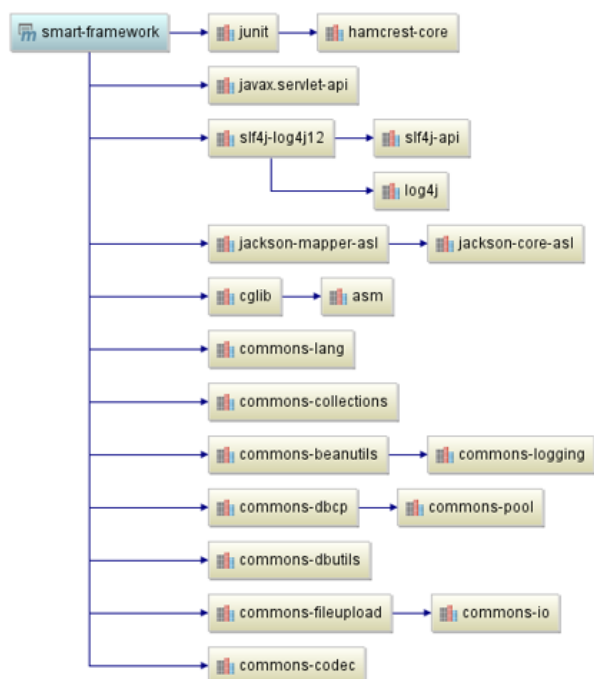 smart-framework junit hamcrest-core
javax.servlet-api
slf4j-log4j12 slf4j-api
log4j
jackson-mapper-asl jackson-core-asl
cglib asm
commons-lang
commons-collections
commons-beanutils commons-logging
commons-dbcp commons-pool
commons-dbutils
commons-fileupload commons-io
commons-codec